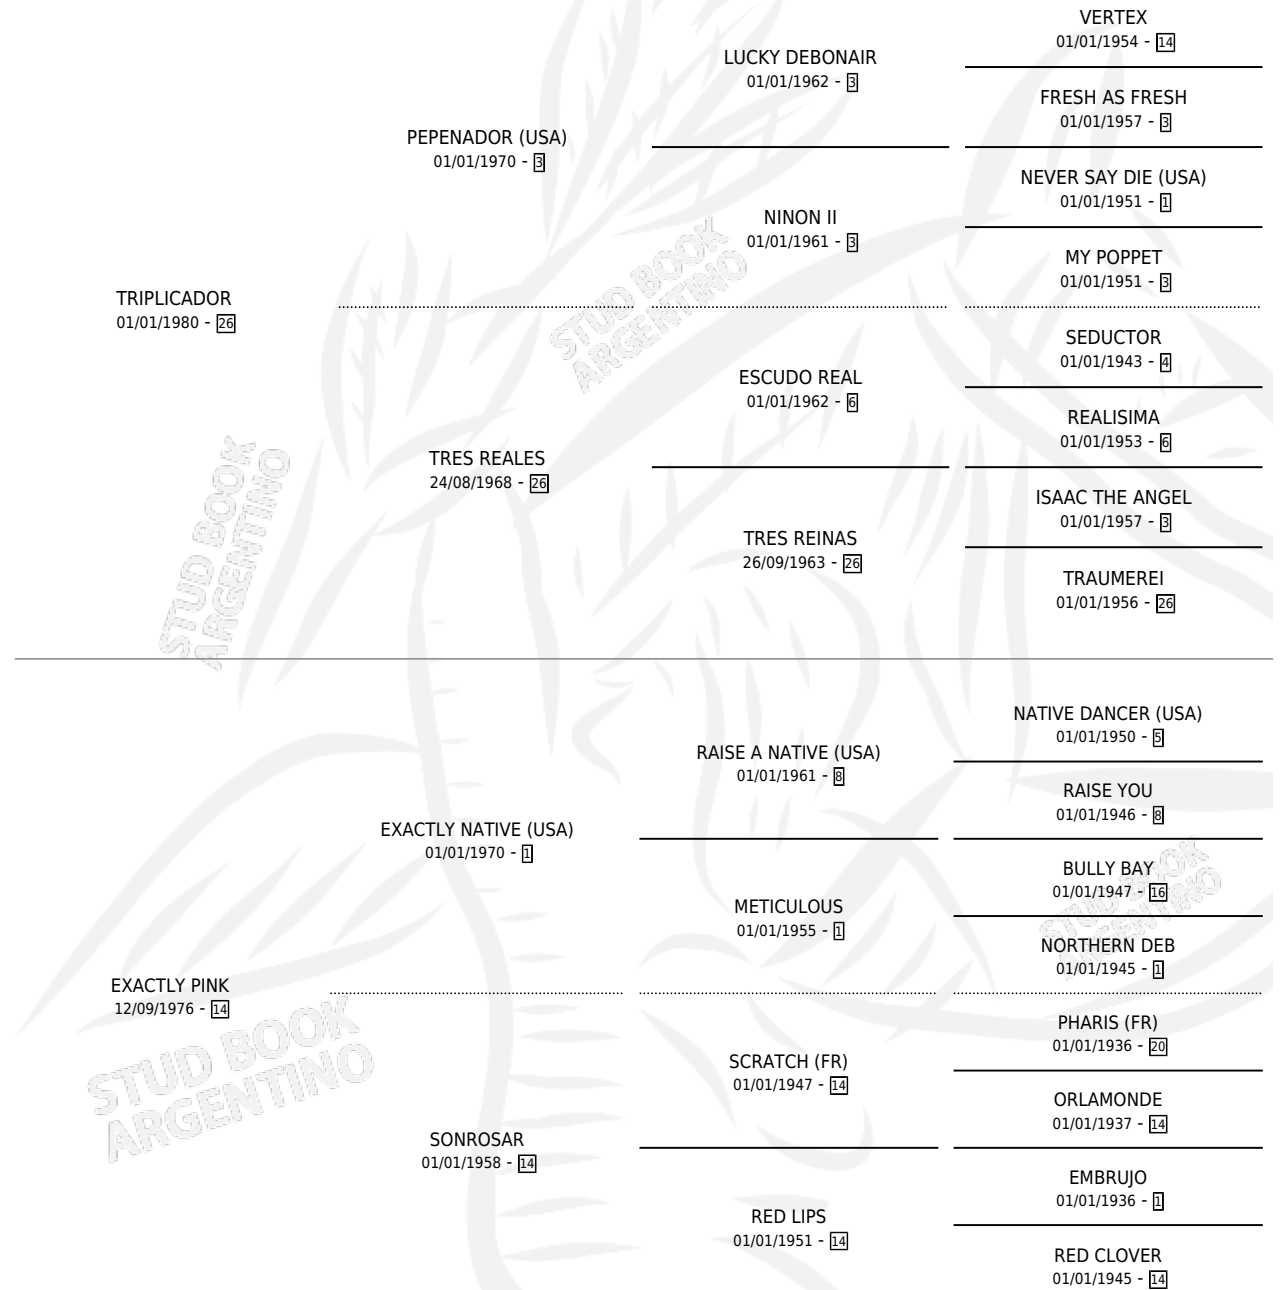 VERTEX
01/01/1954 - 14
LUCKY DEBONAIR
01/01/1962 - 3
FRESH AS FRESH
01/01/1957 - 3
PEPENADOR (USA)
01/01/1970 - 3
NEVER SAY DIE (USA)
01/01/1951 - 1
NINON II
01/01/1961 - 3
MY POPPET
01/01/1951 - 3
TRIPLICADOR
01/01/1980 - 26
SEDUCTOR
01/01/1943 - 4
ESCUDO REAL
01/01/1962 - 6
REALISIMA
01/01/1953 - 6
TRES REALES
24/08/1968 - 26
ISAAC THE ANGEL
01/01/1957 - 3
TRES REINAS
26/09/1963 - 26
TRAUMEREI
01/01/1956 - 26
STUD BOOK
ARGENTINO
STUD BOOK
ARGENTINO
NATIVE DANCER (USA)
01/01/1950 - 5
RAISE A NATIVE (USA)
01/01/1961 - 8
RAISE YOU
01/01/1946 - 8
EXACTLY NATIVE (USA)
01/01/1970 - 1
BULLY BAY
01/01/1947 - 16
METICULOUS
01/01/1955 - 1
NORTHERN DEB
01/01/1945 - 1
EXACTLY PINK
12/09/1976 - 14
PHARIS (FR)
01/01/1936 - 20
SCRATCH (FR)
01/01/1947 - 14
ORLAMONDE
01/01/1937 - 14
SONROSAR
01/01/1958 - 14
EMBRUJO
01/01/1936 - 1
RED LIPS
01/01/1951 - 14
RED CLOVER
01/01/1945 - 14
STUD BOOK
ARGENTINO
STUD BOOK
ARGENTINO